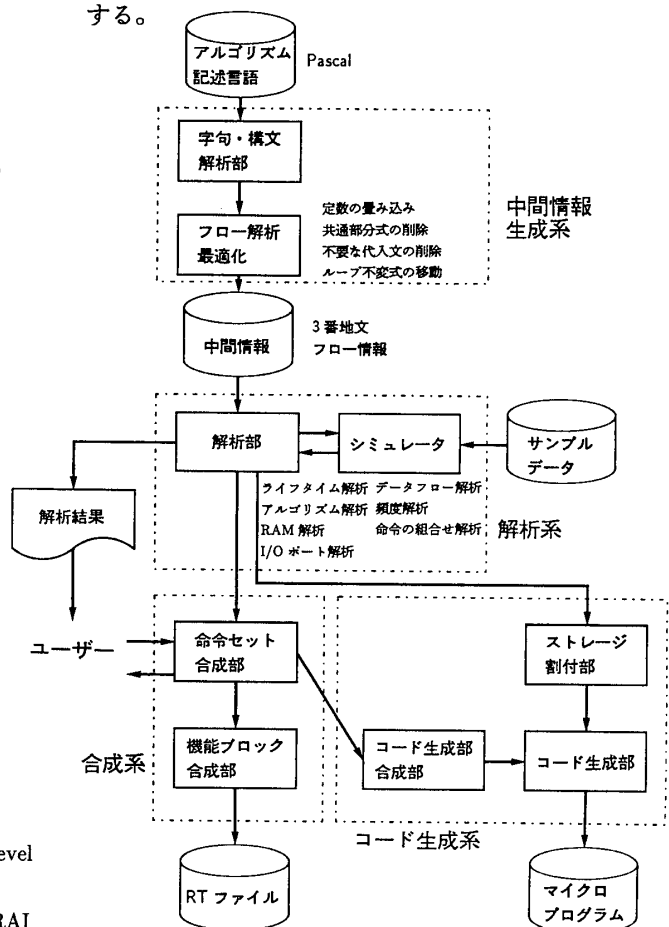 する。
アルゴリズム
記述言語
Pascal
字句・構文
解析部
フロー解析
最適化
定数の畳み込み
共通部分式の削除
不要な代入文の削除
ループ不変式の移動
中間情報
生成系
中間情報
3番地文
フロー情報
解析部
シミュレータ
サンプル
データ
ライフタイム解析 データフロー解析
アルゴリズム解析 頻度解析
RAM 解析 命令の組合せ解析
I/O ポート解析
解析系
解析結果
ユーザー
命令セット
合成部
機能ブロック
合成部
合成系
ストレージ
割付部
コード生成部
合成部
コード生成部
コード生成系
RT ファイル
マイクロ
プログラム
evel
RAI